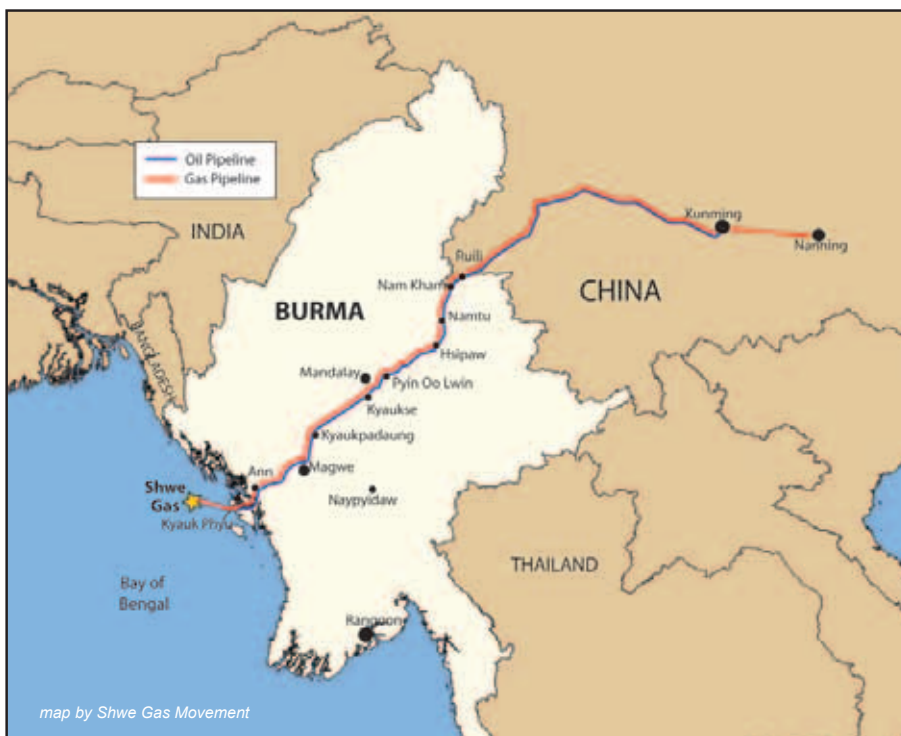 Oil Pipeline
Gas Pipeline
INDIA
Kunming
Nanning
Ruili
Nam Kham
CHINA
BURMA
Namtu
Hsipaw
Mandalay
Pyin Oo Lwin
Kyaukse
BANGLADESH
Kyaukpadaung
Ann
Magwe
Shwe
Gas
Naypyidaw
Kyauk Phyu
THAILAND
Bay of
Bengal
Rangoon
map by Shwe Gas Movement